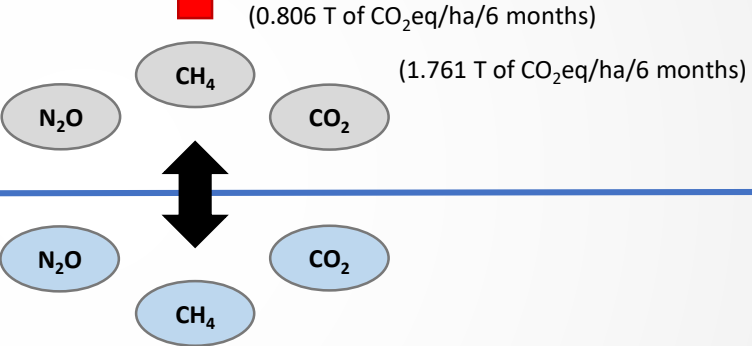 (0.806 T of CO₂eq/ha/6 months)
CH₄
(1.761 T of CO₂eq/ha/6 months)
N₂O
CO₂
N₂O
CO₂
CH₄